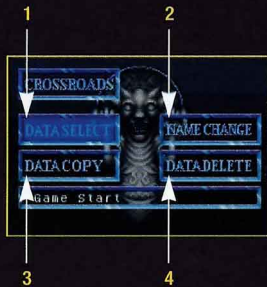 1 2
CROSSROADS
DATA SELECT NAME CHANGE
DATA COPY DATA DELETE
Game Start
3 4